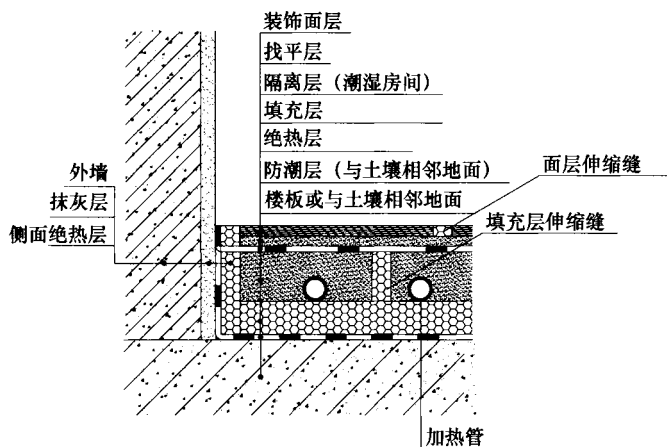 装饰面层
找平层
隔离层（潮湿房间）
填充层
绝热层
防潮层（与土壤相邻地面）
楼板或与土壤相邻地面
外墙
抹灰层
侧面绝热层
面层伸缩缝
填充层伸缩缝
加热管